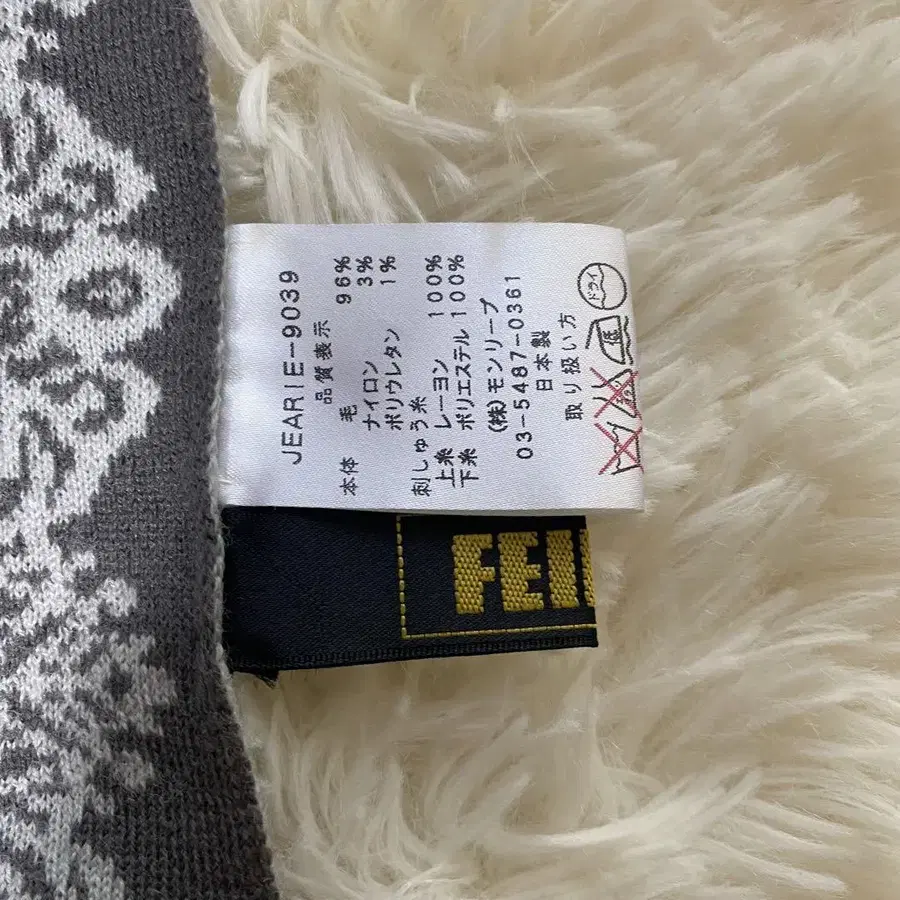 JEARIE-9039
品質表示
本体 毛 96%
ナイロン 3%
ポリウレタン 1%
刺しゅう糸
上糸 レーヨン 100%
下糸 ポリエステル 100%
(株)モンリーブ
03-5487-0361
日本製
取り扱い方
ドライ